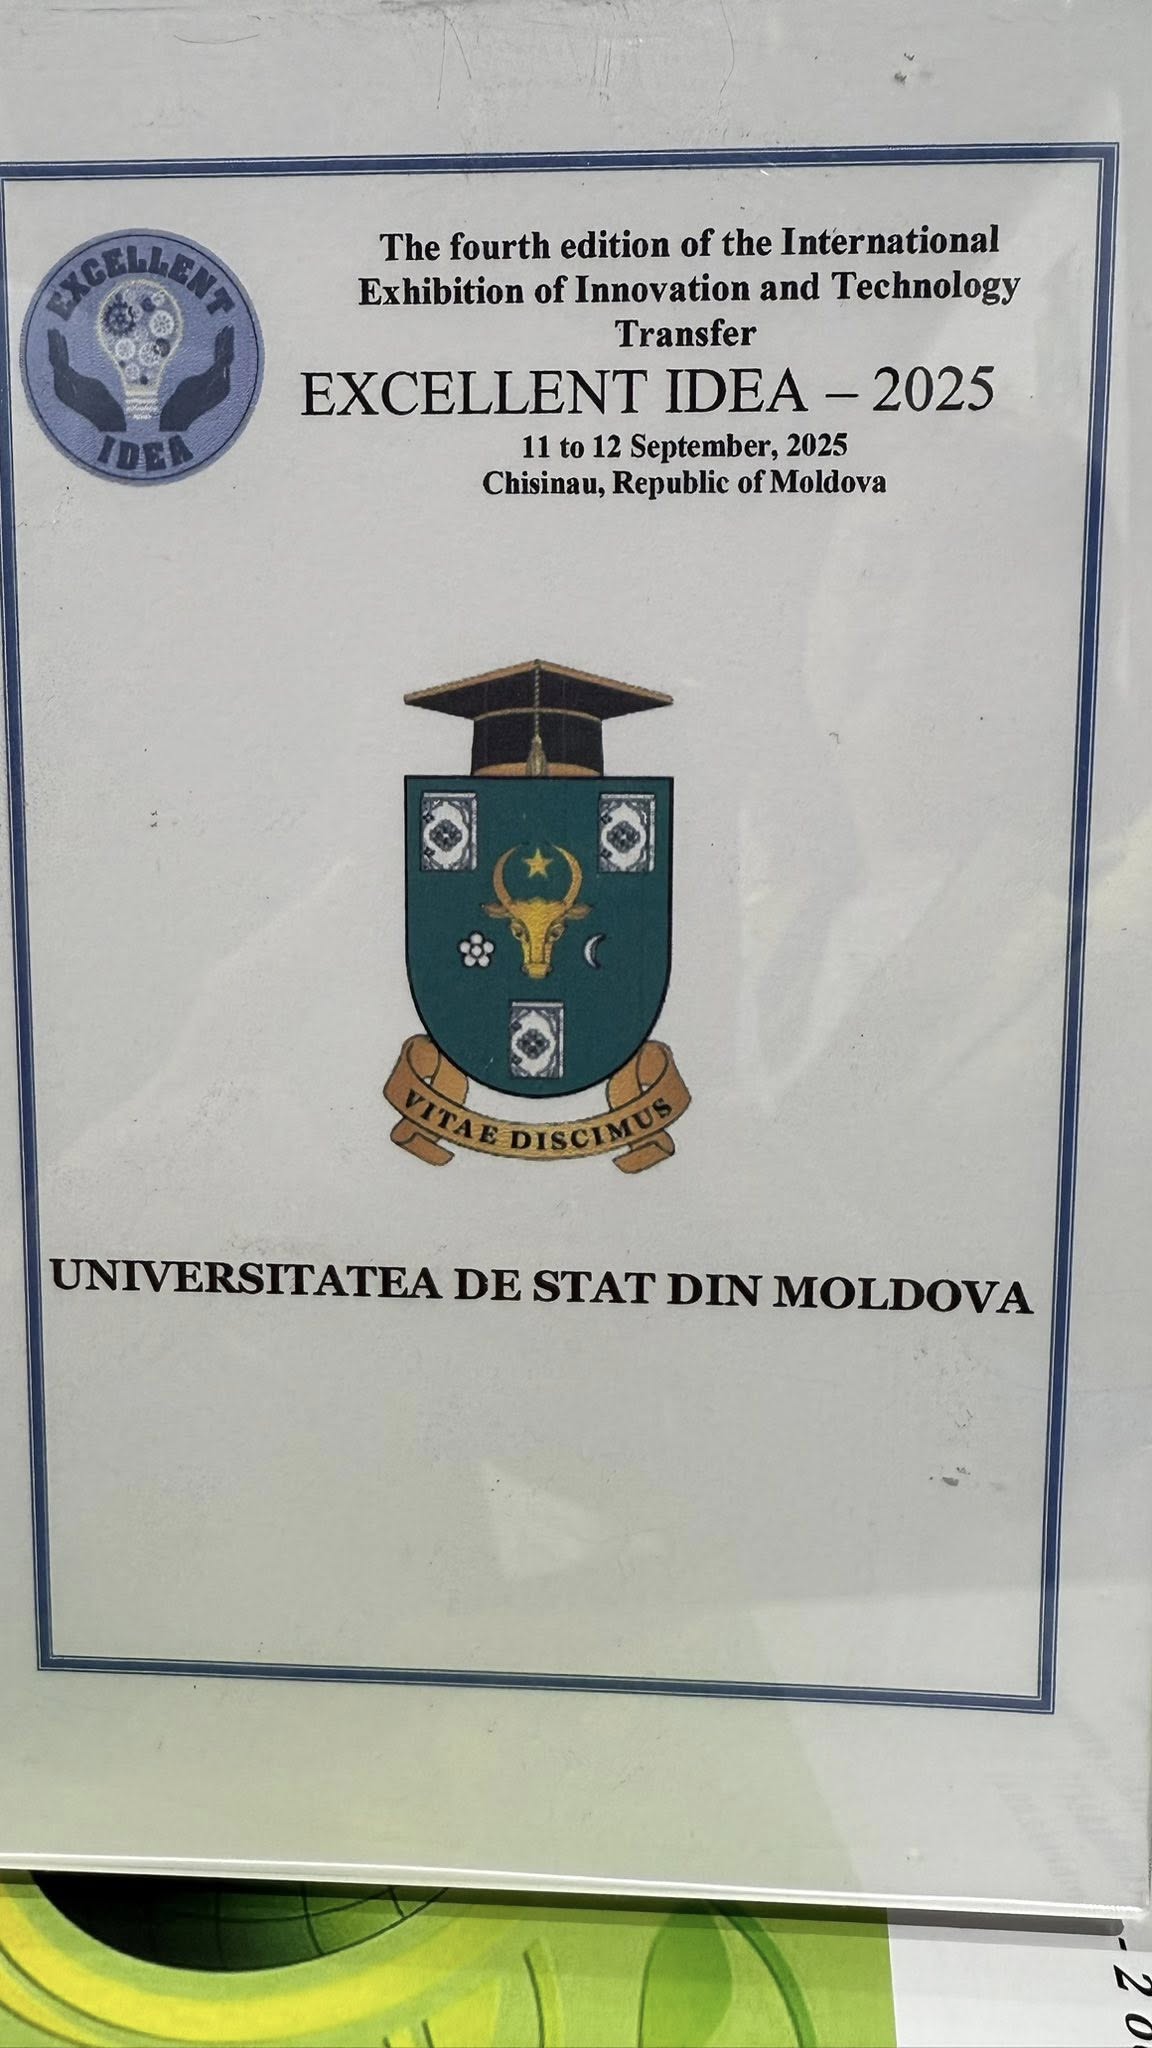 EXCELLENT
IDEA
The fourth edition of the International
Exhibition of Innovation and Technology
Transfer
EXCELLENT IDEA – 2025
11 to 12 September, 2025
Chisinau, Republic of Moldova
VITAE DISCIMUS
UNIVERSITATEA DE STAT DIN MOLDOVA